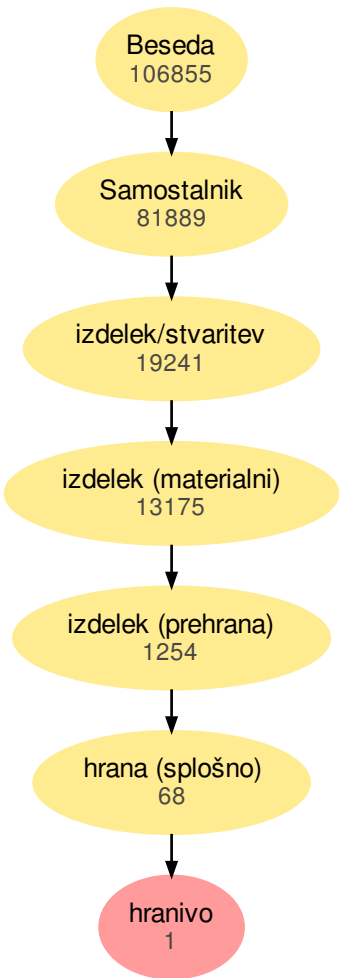 Beseda
106855
Samostalnik
81889
izdelek/stvaritev
19241
izdelek (materialni)
13175
izdelek (prehrana)
1254
hrana (splošno)
68
hranivo
1